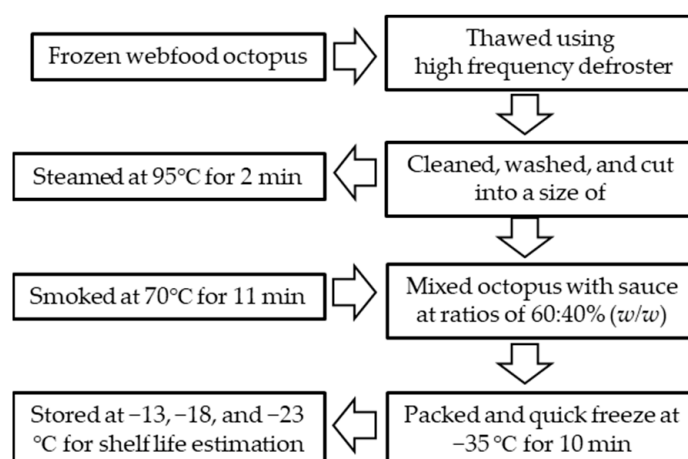 Frozen webfood octopus
Thawed using
high frequency defroster
Steamed at 95°C for 2 min
Cleaned, washed, and cut
into a size of
Smoked at 70°C for 11 min
Mixed octopus with sauce
at ratios of 60:40% (w/w)
Stored at −13, −18, and −23
°C for shelf life estimation
Packed and quick freeze at
−35 °C for 10 min